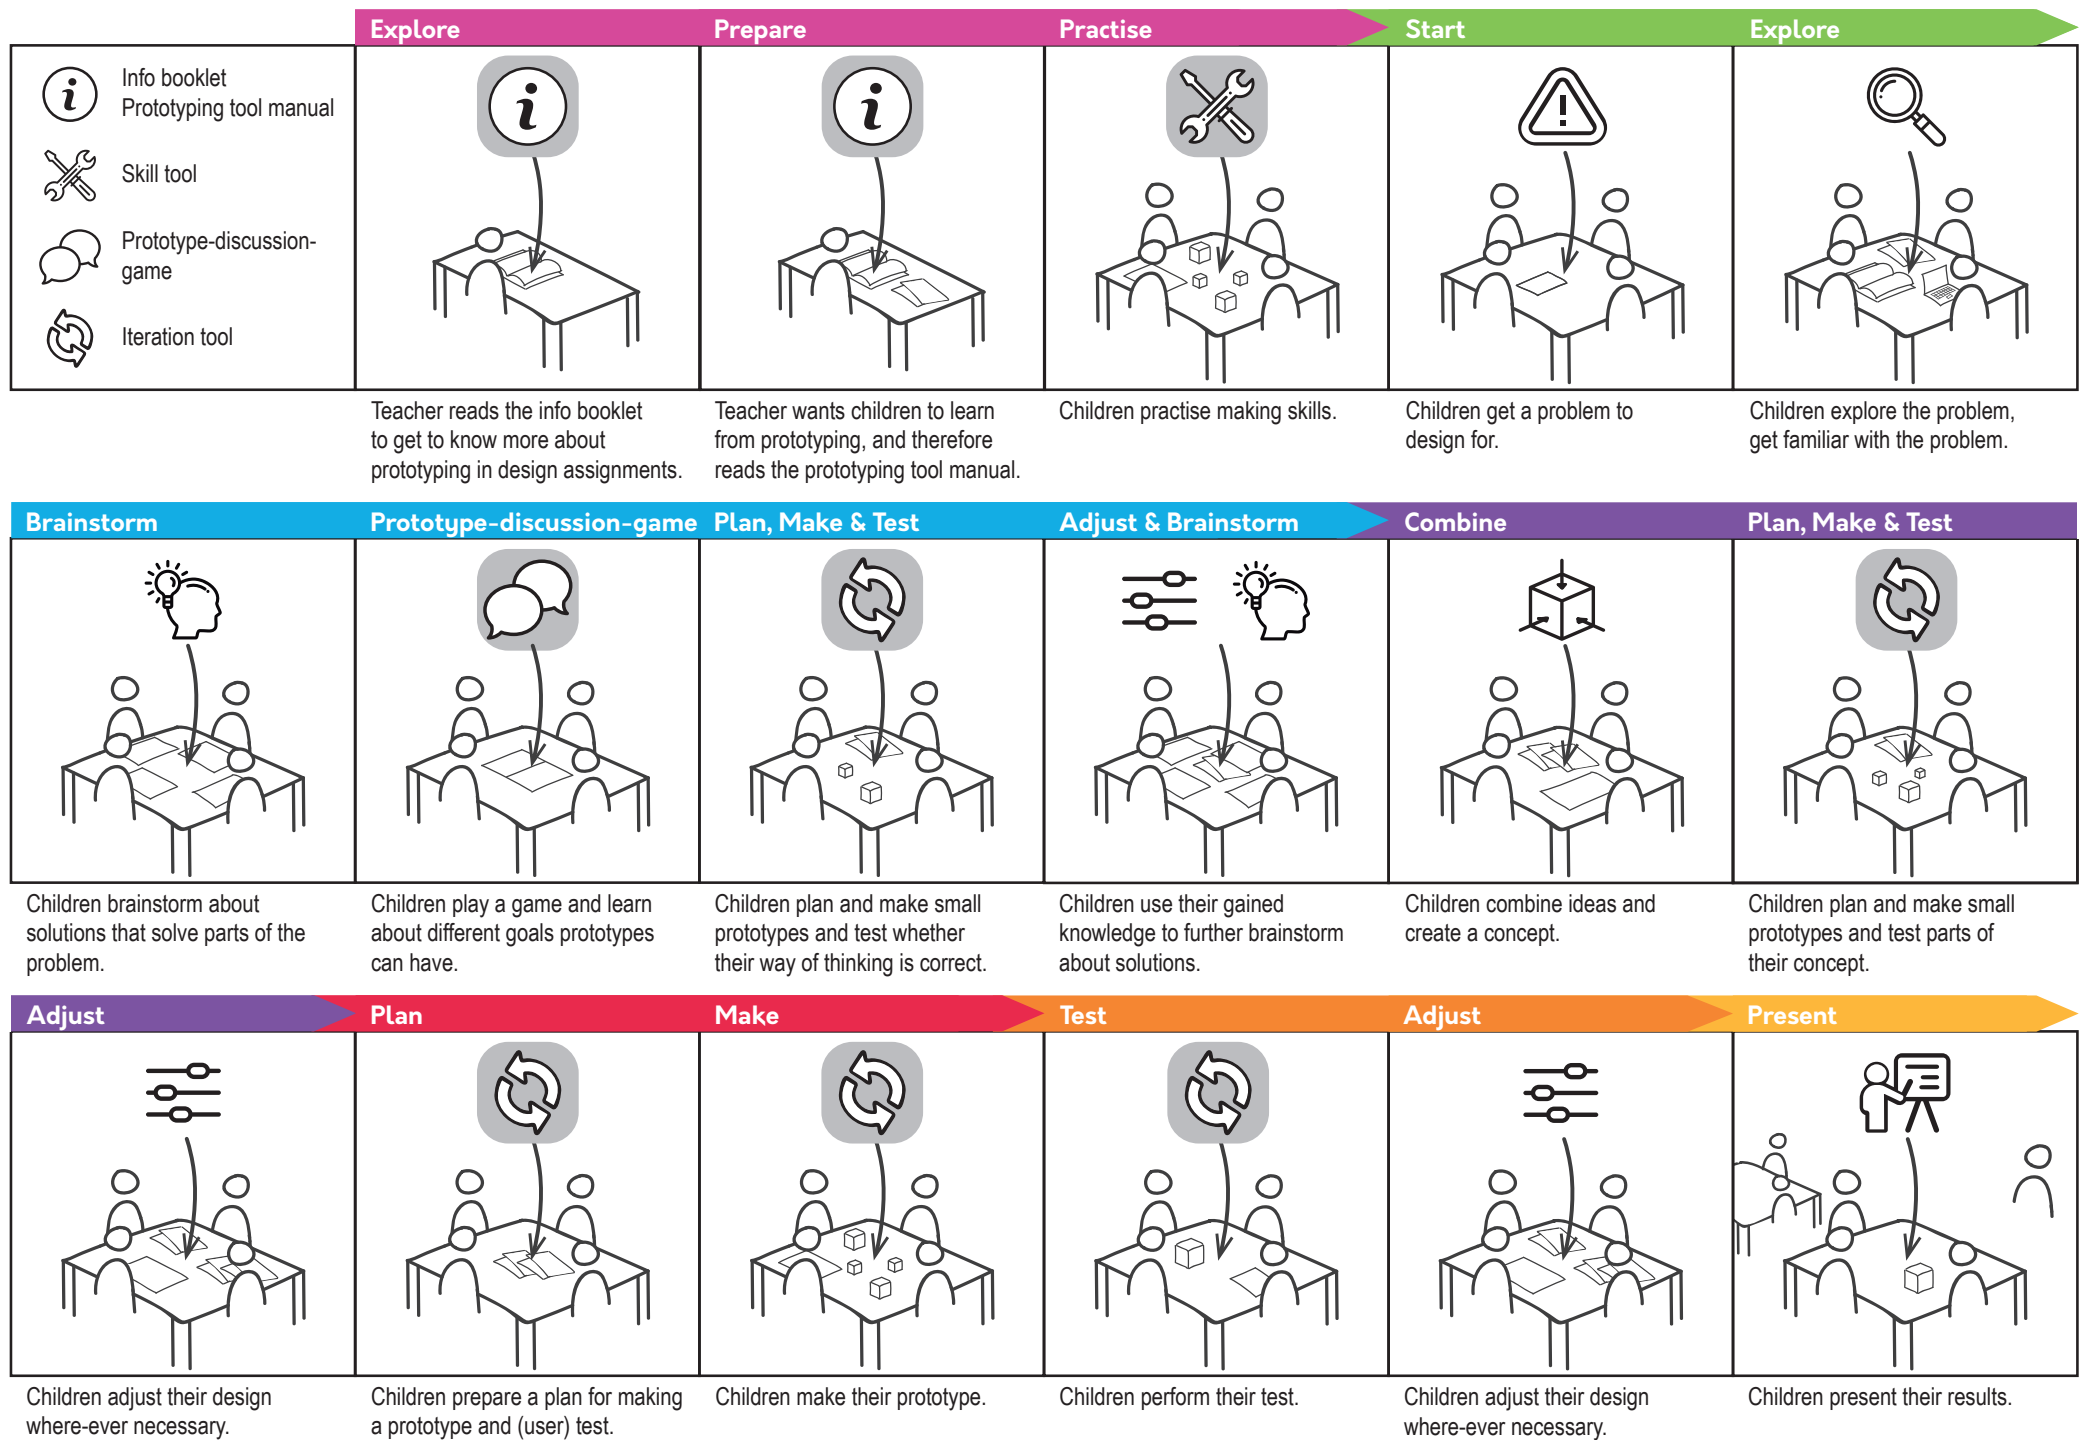 Explore
Prepare
Practise
Start
Explore
Info booklet
Prototyping tool manual
Skill tool
Prototype-discussion-
game
Iteration tool
Teacher reads the info booklet
to get to know more about
prototyping in design assignments.
Teacher wants children to learn
from prototyping, and therefore
reads the prototyping tool manual.
Children practise making skills.
Children get a problem to
design for.
Children explore the problem,
get familiar with the problem.
Brainstorm
Prototype-discussion-game
Plan, Make & Test
Adjust & Brainstorm
Combine
Plan, Make & Test
Children brainstorm about
solutions that solve parts of the
problem.
Children play a game and learn
about different goals prototypes
can have.
Children plan and make small
prototypes and test whether
their way of thinking is correct.
Children use their gained
knowledge to further brainstorm
about solutions.
Children combine ideas and
create a concept.
Children plan and make small
prototypes and test parts of
their concept.
Adjust
Plan
Make
Test
Adjust
Present
Children adjust their design
where-ever necessary.
Children prepare a plan for making
a prototype and (user) test.
Children make their prototype.
Children perform their test.
Children adjust their design
where-ever necessary.
Children present their results.